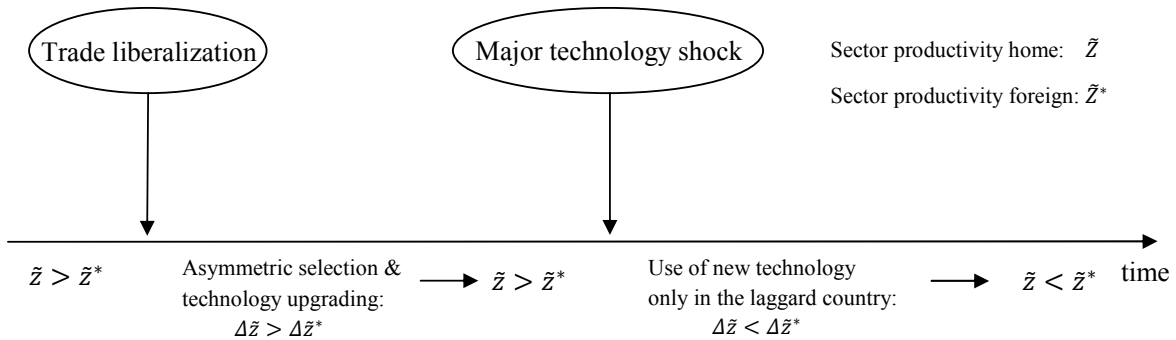 Trade liberalization
Major technology shock
Sector productivity home: z̃
Sector productivity foreign: z̃*
z̃ > z̃*
Asymmetric selection &
technology upgrading:
Δz̃ > Δz̃*
z̃ > z̃*
Use of new technology
only in the laggard country:
Δz̃ < Δz̃*
z̃ < z̃*
time